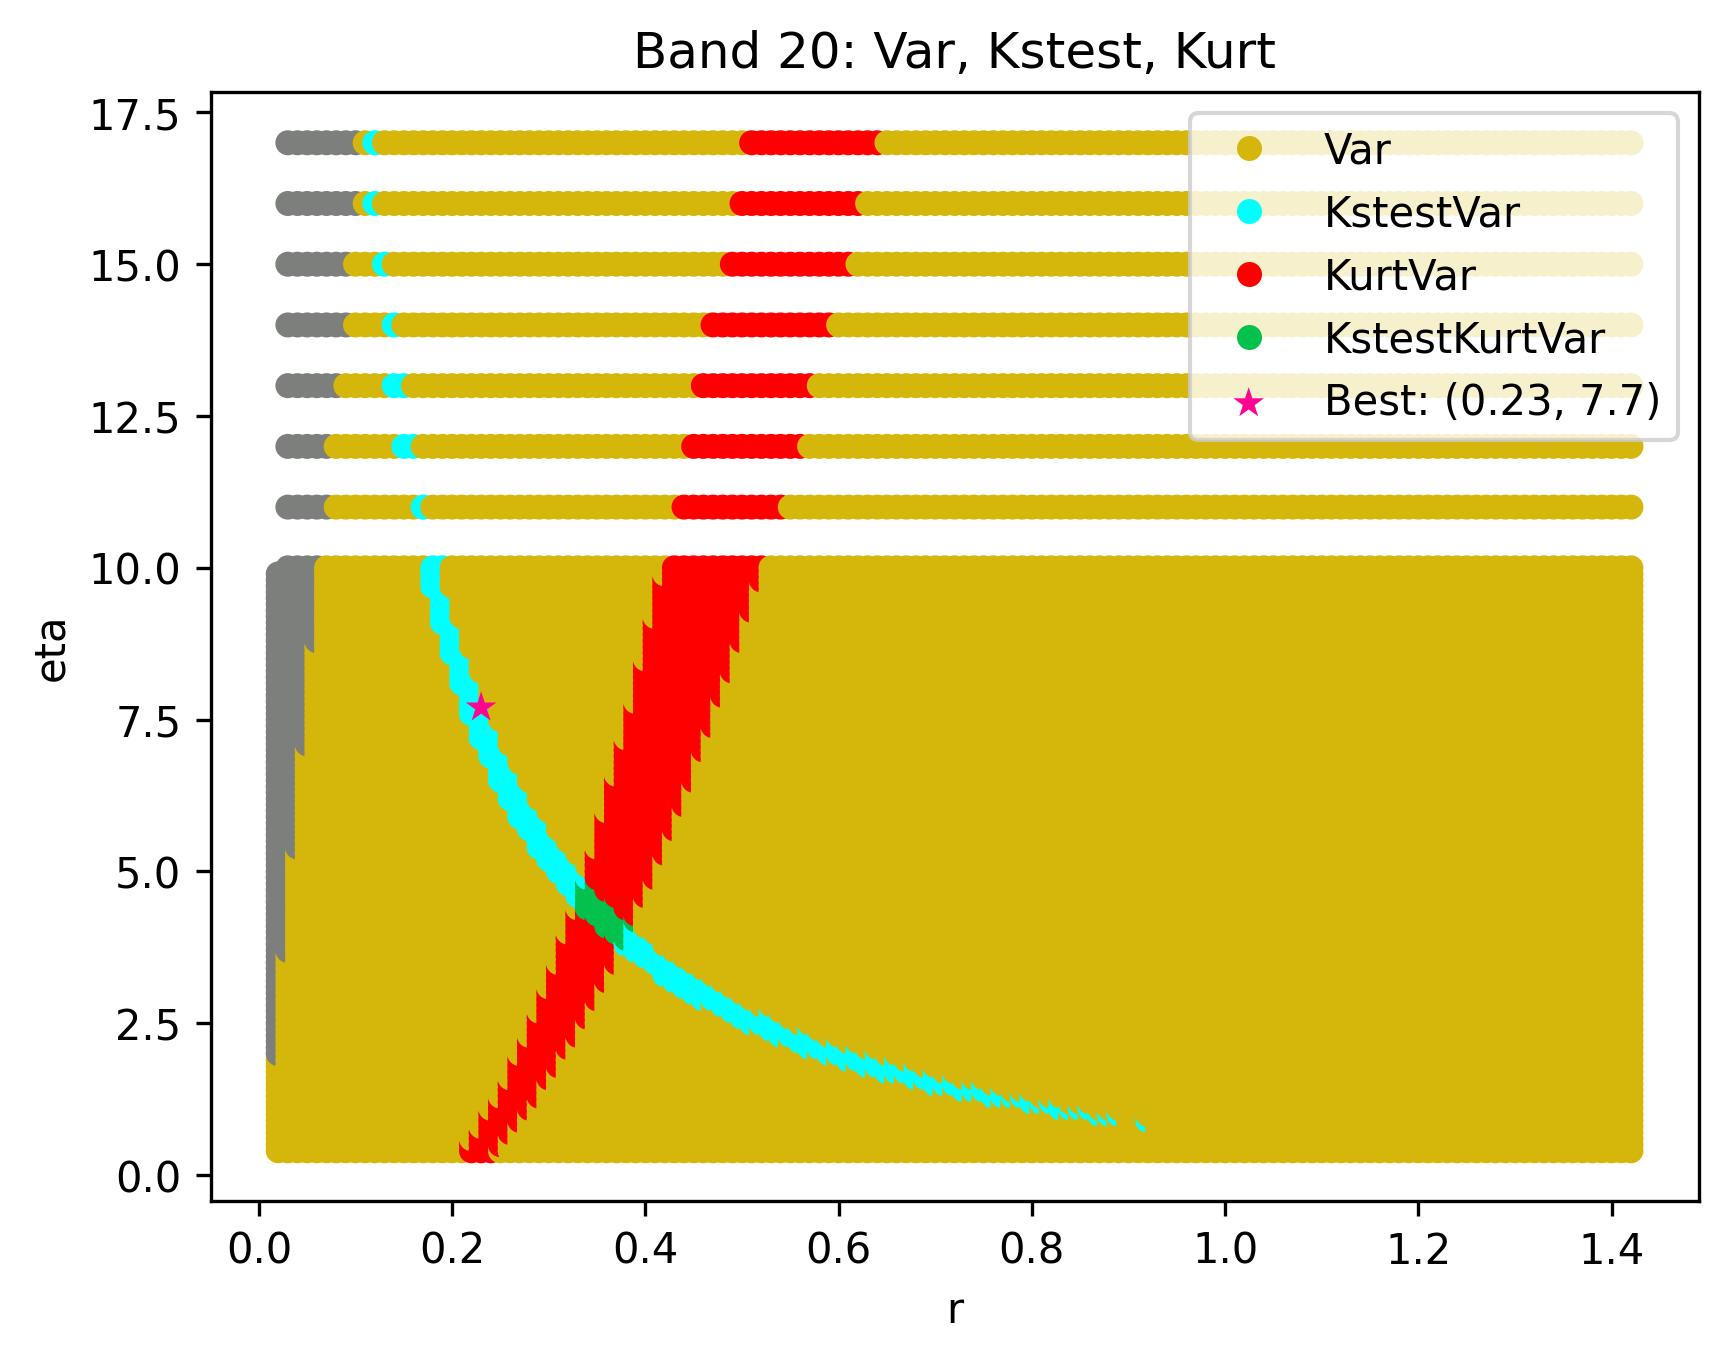 Band 20: Var, Kstest, Kurt
17.5
15.0
12.5
10.0
7.5
5.0
2.5
0.0
eta
Var
KstestVar
KurtVar
KstestKurtVar
Best: (0.23, 7.7)
0.0 0.2 0.4 0.6 0.8 1.0 1.2 1.4
r